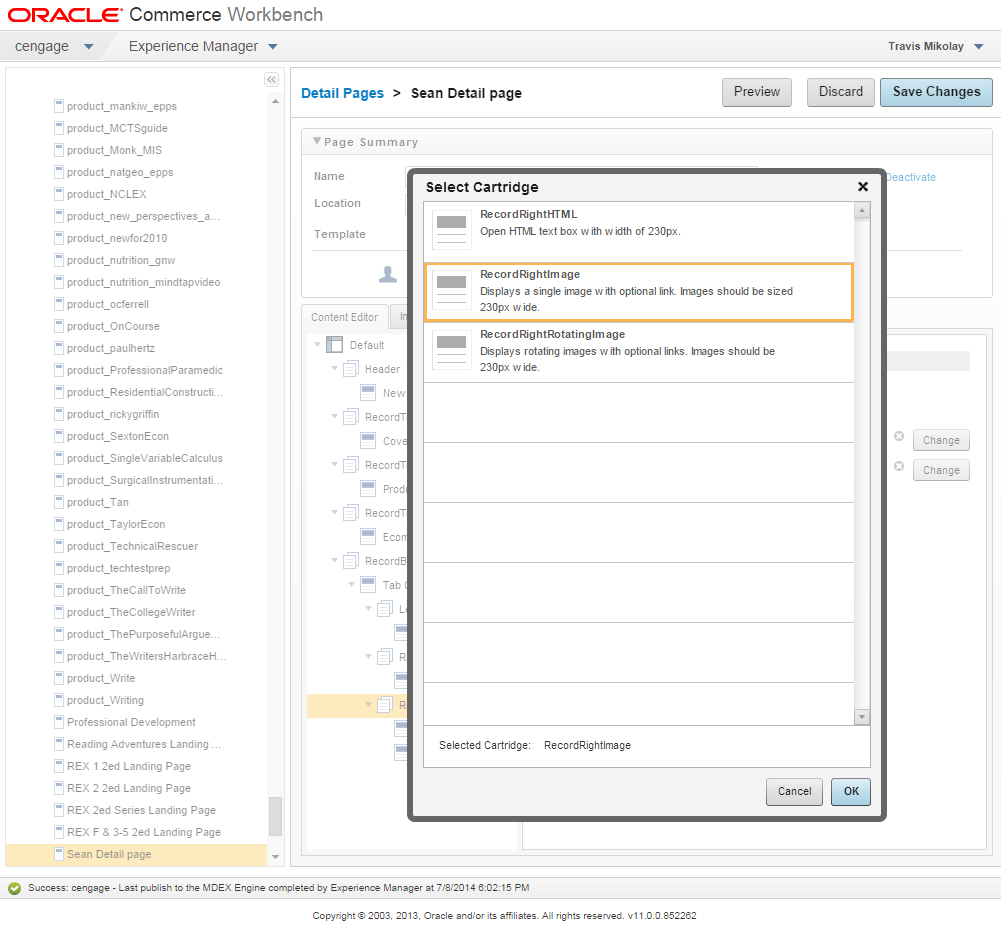 ORACLE Commerce Workbench
cengage
Experience Manager
Travis Mikolay
product_mankiw_epps
product_MCTSguide
product_Monk_MIS
product_natgeo_epps
product_NCLEX
product_new_perspectives_a...
product_newfor2010
product_nutrition_gnw
product_nutrition_mindtapvideo
product_ocferrell
product_OnCourse
product_paulhertz
product_ProfessionalParamedic
product_ResidentialConstructi...
product_rickygriffin
product_SextonEcon
product_SingleVariableCalculus
product_SurgicalInstrumentati...
product_Tan
product_TaylorEcon
product_TechnicalRescuer
product_techtestprep
product_TheCallToWrite
product_TheCollegeWriter
product_ThePurposefulArgue...
product_TheWritersHarbraceH...
product_Write
product_Writing
Professional Development
Reading Adventures Landing ...
REX 1 2ed Landing Page
REX 2 2ed Landing Page
REX 2ed Series Landing Page
REX F & 3-5 2ed Landing Page
Sean Detail page
Detail Pages > Sean Detail page
Preview
Discard
Save Changes
Page Summary
Name
Deactivate
Location
Template
Content Editor
Default
Header
New
RecordT
Cove
RecordT
Produ
RecordT
Ecom
RecordB
Tab
Change
Change
Select Cartridge
RecordRightHTML
Open HTML text box with width of 230px.
RecordRightImage
Displays a single image with optional link. Images should be sized
230px wide.
RecordRightRotatingImage
Displays rotating images with optional links. Images should be
230px wide.
Selected Cartridge: RecordRightImage
Cancel
OK
Success: cengage - Last publish to the MDEX Engine completed by Experience Manager at 7/8/2014 6:02:15 PM
Copyright © 2003, 2013, Oracle and/or its affiliates. All rights reserved. v11.0.0.852262